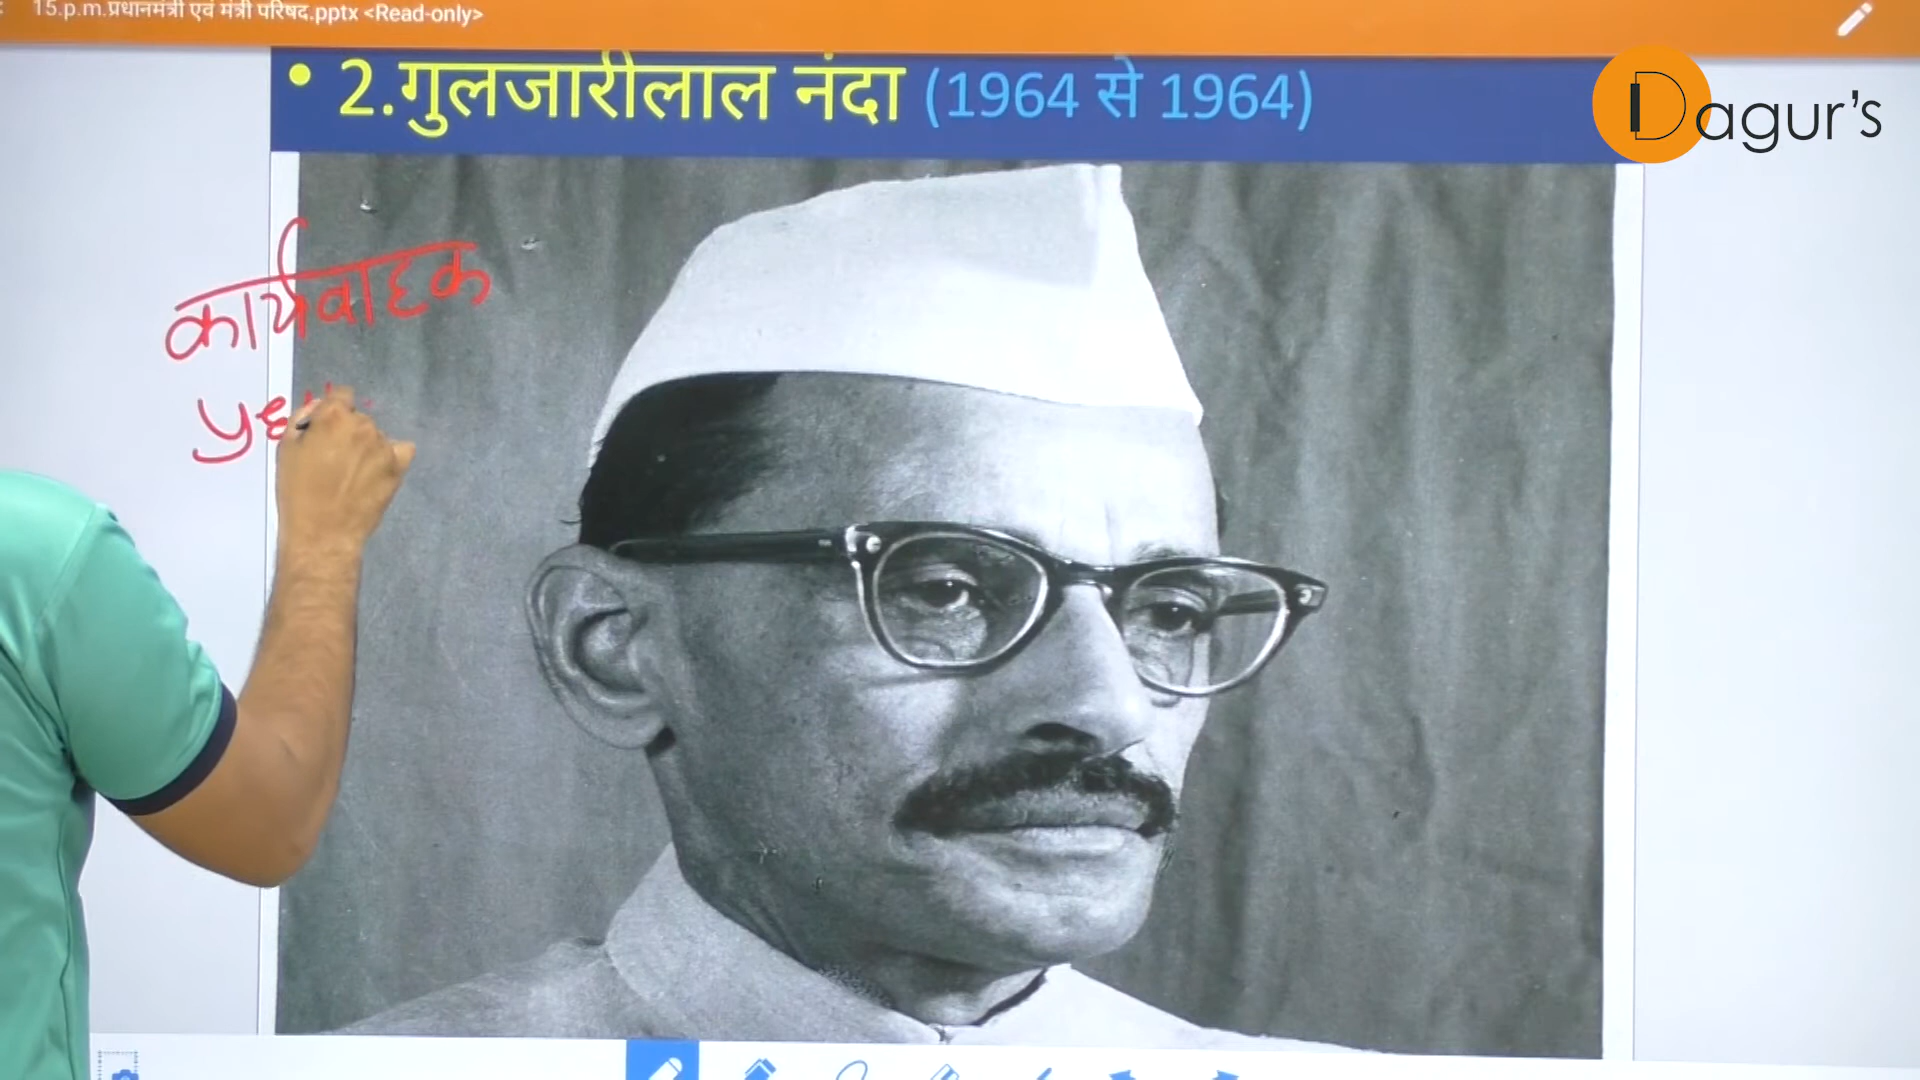 15.p.m.प्रधानमंत्री एवं मंत्री परिषद.pptx <Read-only>
• 2.गुलजारीलाल नंदा (1964 से 1964)
Dagur's
कार्यवाहक